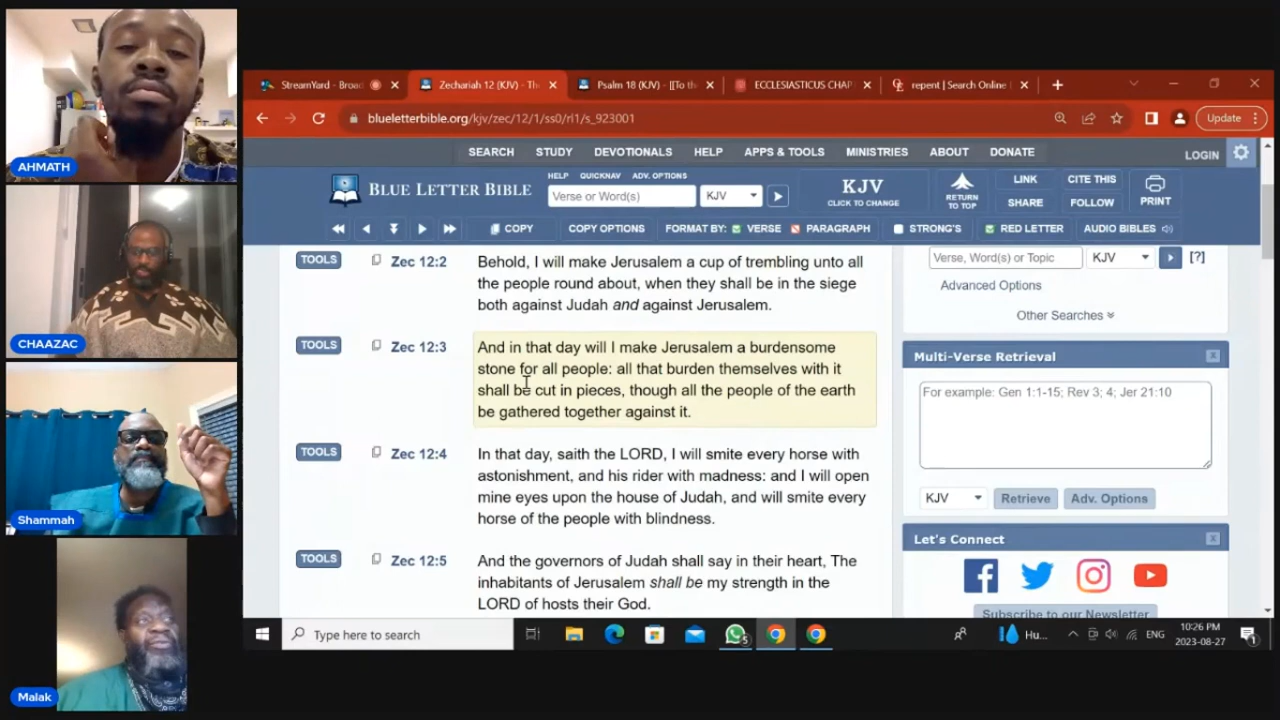 AHMATH
CHAAZAC
Shammah
Malak
StreamYard - Broad
Zechariah 12 (KJV) - Th
Psalm 18 (KJV) - [[To th
ECCLESIASTICUS CHAP
repent | Search Online
blueletterbible.org/kjv/zec/12/1/ss0/rl1/s_923001
Update
SEARCH STUDY DEVOTIONALS HELP APPS & TOOLS MINISTRIES ABOUT DONATE
LOGIN
BLUE LETTER BIBLE
HELP QUICKNAV ADV. OPTIONS
Verse or Word(s) KJV
KJV
CLICK TO CHANGE
RETURN
TO TOP
LINK CITE THIS
SHARE FOLLOW
PRINT
COPY COPY OPTIONS FORMAT BY: VERSE PARAGRAPH STRONG'S RED LETTER AUDIO BIBLES
TOOLS Zec 12:2 Behold, I will make Jerusalem a cup of trembling unto all
the people round about, when they shall be in the siege
both against Judah and against Jerusalem.
TOOLS Zec 12:3 And in that day will I make Jerusalem a burdensome
stone for all people: all that burden themselves with it
shall be cut in pieces, though all the people of the earth
be gathered together against it.
TOOLS Zec 12:4 In that day, saith the LORD, I will smite every horse with
astonishment, and his rider with madness: and I will open
mine eyes upon the house of Judah, and will smite every
horse of the people with blindness.
TOOLS Zec 12:5 And the governors of Judah shall say in their heart, The
inhabitants of Jerusalem shall be my strength in the
LORD of hosts their God.
Verse, Word(s) or Topic KJV [?]
Advanced Options
Other Searches
Multi-Verse Retrieval
For example: Gen 1:1-15; Rev 3; 4; Jer 21:10
KJV Retrieve Adv. Options
Let's Connect
Subscribe to our Newsletter
Type here to search
5
Hu...
ENG
10:26 PM
2023-08-27
1